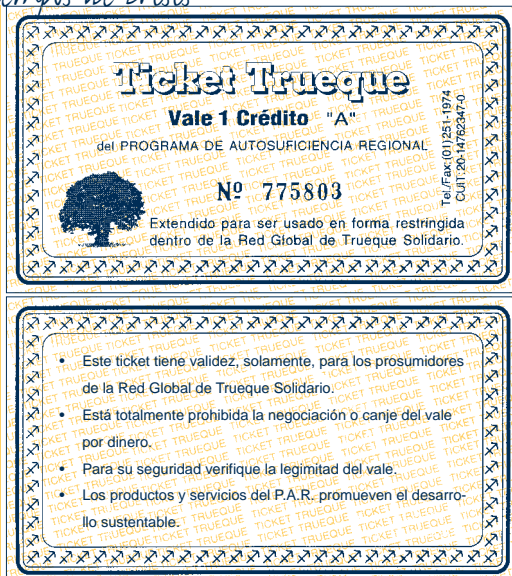 Tiempos de crisis
Ticket Trueque
Vale 1 Crédito "A"
del PROGRAMA DE AUTOSUFICIENCIA REGIONAL
Nº 775803
Extendido para ser usado en forma restringida
dentro de la Red Global de Trueque Solidario.
Tel./Fax:(01) 251-1974
CUIT: 20-14762347-0
• Este ticket tiene validez, solamente, para los prosumidores
de la Red Global de Trueque Solidario.
• Está totalmente prohibida la negociación o canje del vale
por dinero.
• Para su seguridad verifique la legimitad del vale.
• Los productos y servicios del P.A.R. promueven el desarro-
llo sustentable.